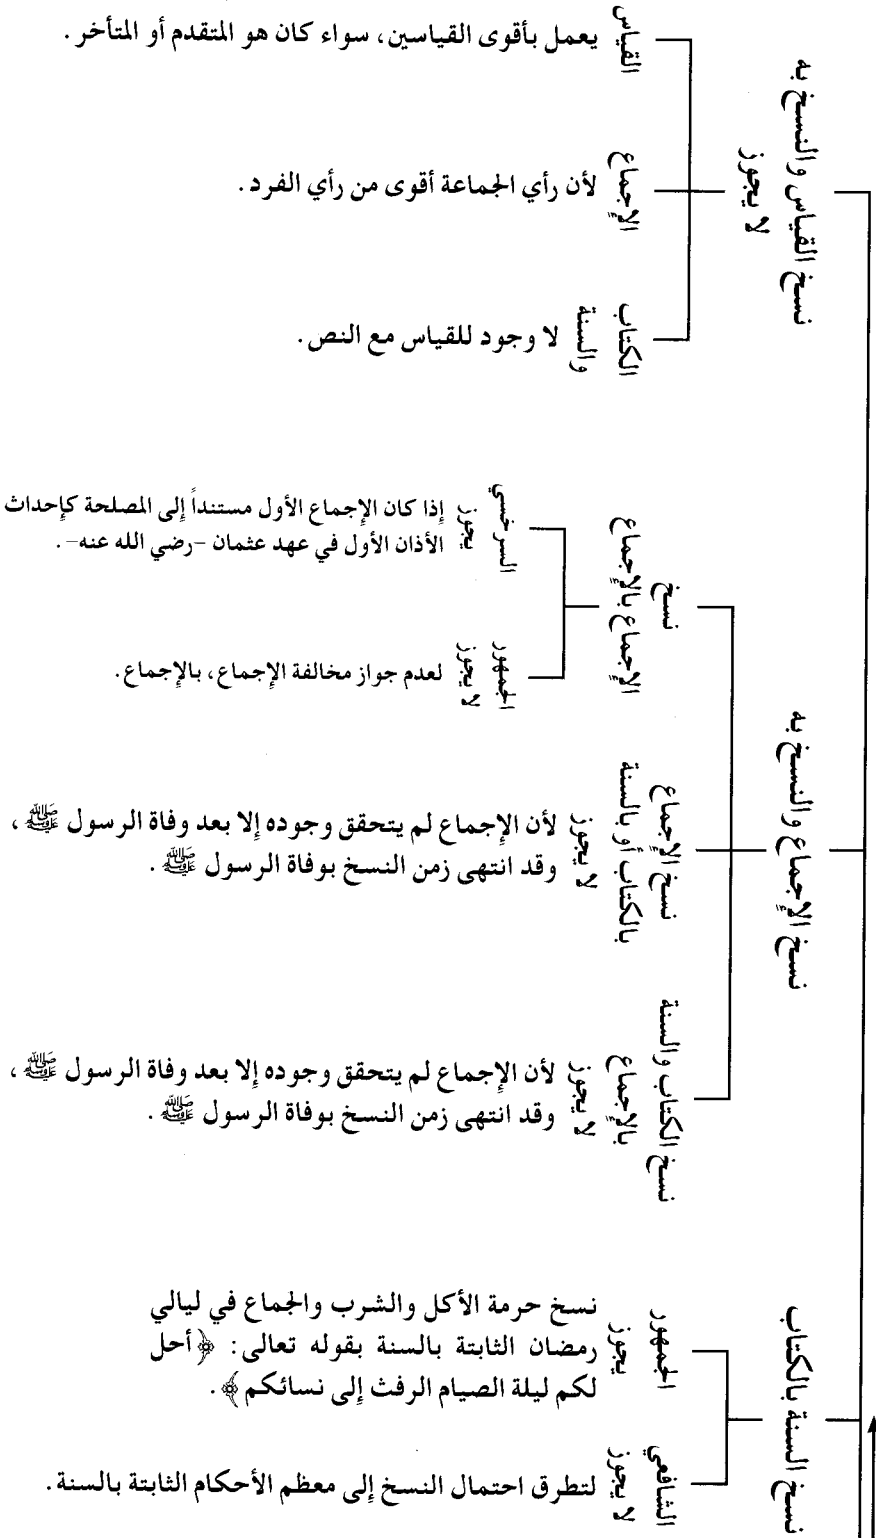 نسخ القياس والنسخ به
لا يجوز
القياس
يعمل بأقوى القياسين، سواء كان هو المتقدم أو المتأخر.
الإجماع
لأن رأي الجماعة أقوى من رأي الفرد.
الكتاب
والسنة
لا وجود للقياس مع النص.
نسخ الإجماع والنسخ به
نسخ
الإجماع بالإجماع
السرخسي
يجوز
إذا كان الإجماع الأول مستنداً إلى المصلحة كإحداث
الأذان الأول في عهد عثمان -رضي الله عنه-.
الجمهور
لا يجوز
لعدم جواز مخالفة الإجماع، بالإجماع.
نسخ الإجماع
بالكتاب أو بالسنة
لا يجوز
لأن الإجماع لم يتحقق وجوده إلا بعد وفاة الرسول ﷺ،
وقد انتهى زمن النسخ بوفاة الرسول ﷺ.
نسخ الكتاب والسنة
بالإجماع
لا يجوز
لأن الإجماع لم يتحقق وجوده إلا بعد وفاة الرسول ﷺ،
وقد انتهى زمن النسخ بوفاة الرسول ﷺ.
نسخ السنة بالكتاب
الجمهور
يجوز
نسخ حرمة الأكل والشرب والجماع في ليالي
رمضان الثابتة بالسنة بقوله تعالى: ﴿أحل
لكم ليلة الصيام الرفث إلى نسائكم﴾.
الشافعي
لا يجوز
لتطرق احتمال النسخ إلى معظم الأحكام الثابتة بالسنة.